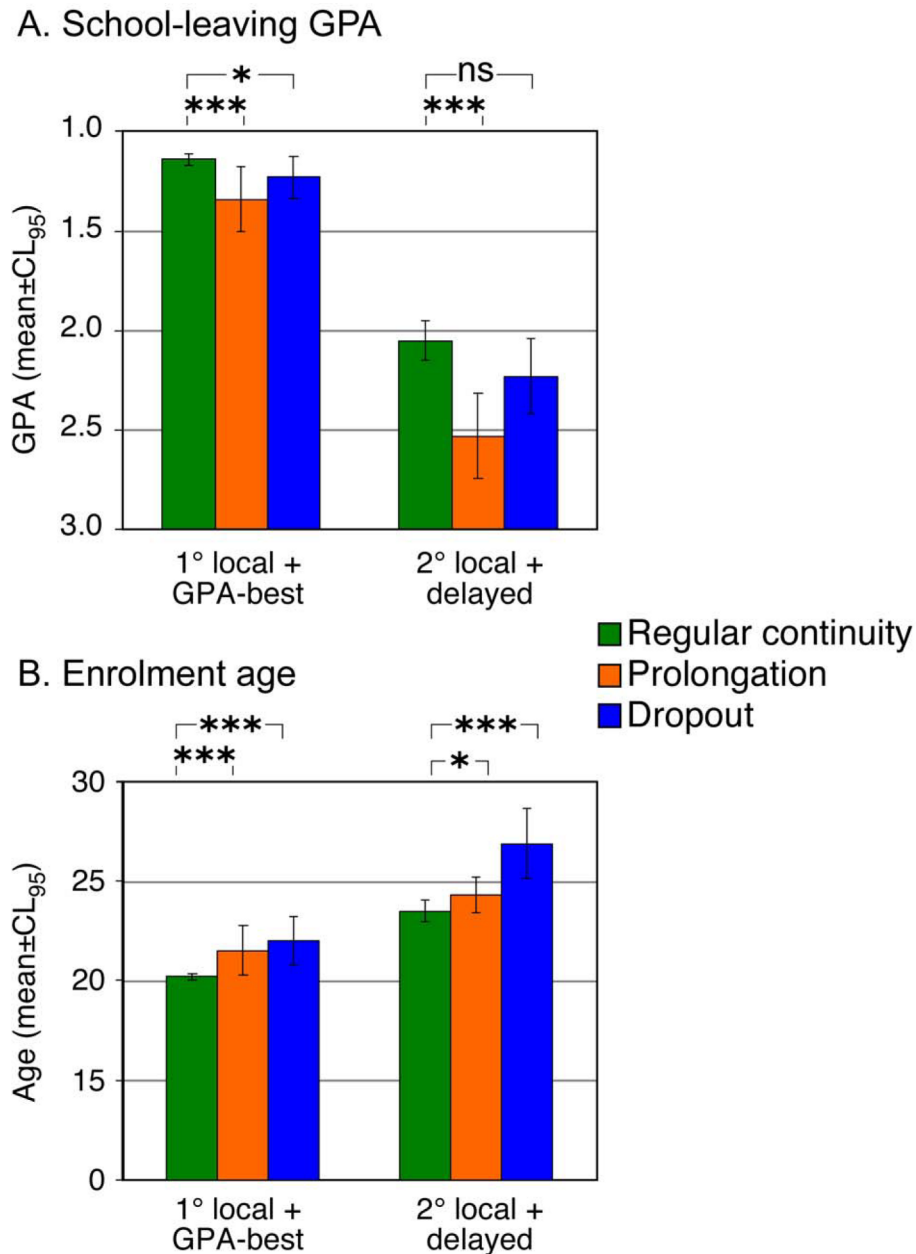 A. School-leaving GPA
* ns
*** ***
1.0
1.5
2.0
2.5
3.0
GPA (mean±CL95)
1° local +
GPA-best
2° local +
delayed
Regular continuity
Prolongation
Dropout
B. Enrolment age
*** ***
*** *
30
25
20
15
0
Age (mean±CL95)
1° local +
GPA-best
2° local +
delayed